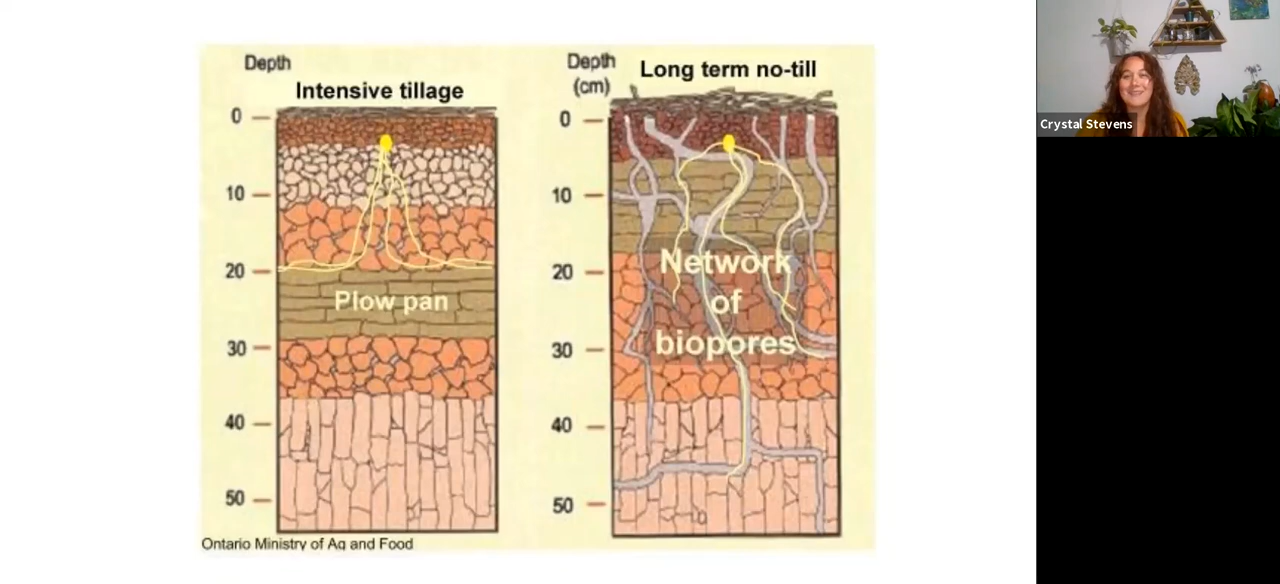 Depth
Intensive tillage
0
10
20
30
40
50
Plow pan
Ontario Ministry of Ag and Food
Depth
(cm)
Long term no-till
0
10
20
30
40
50
Network
of
biopores
Crystal Stevens